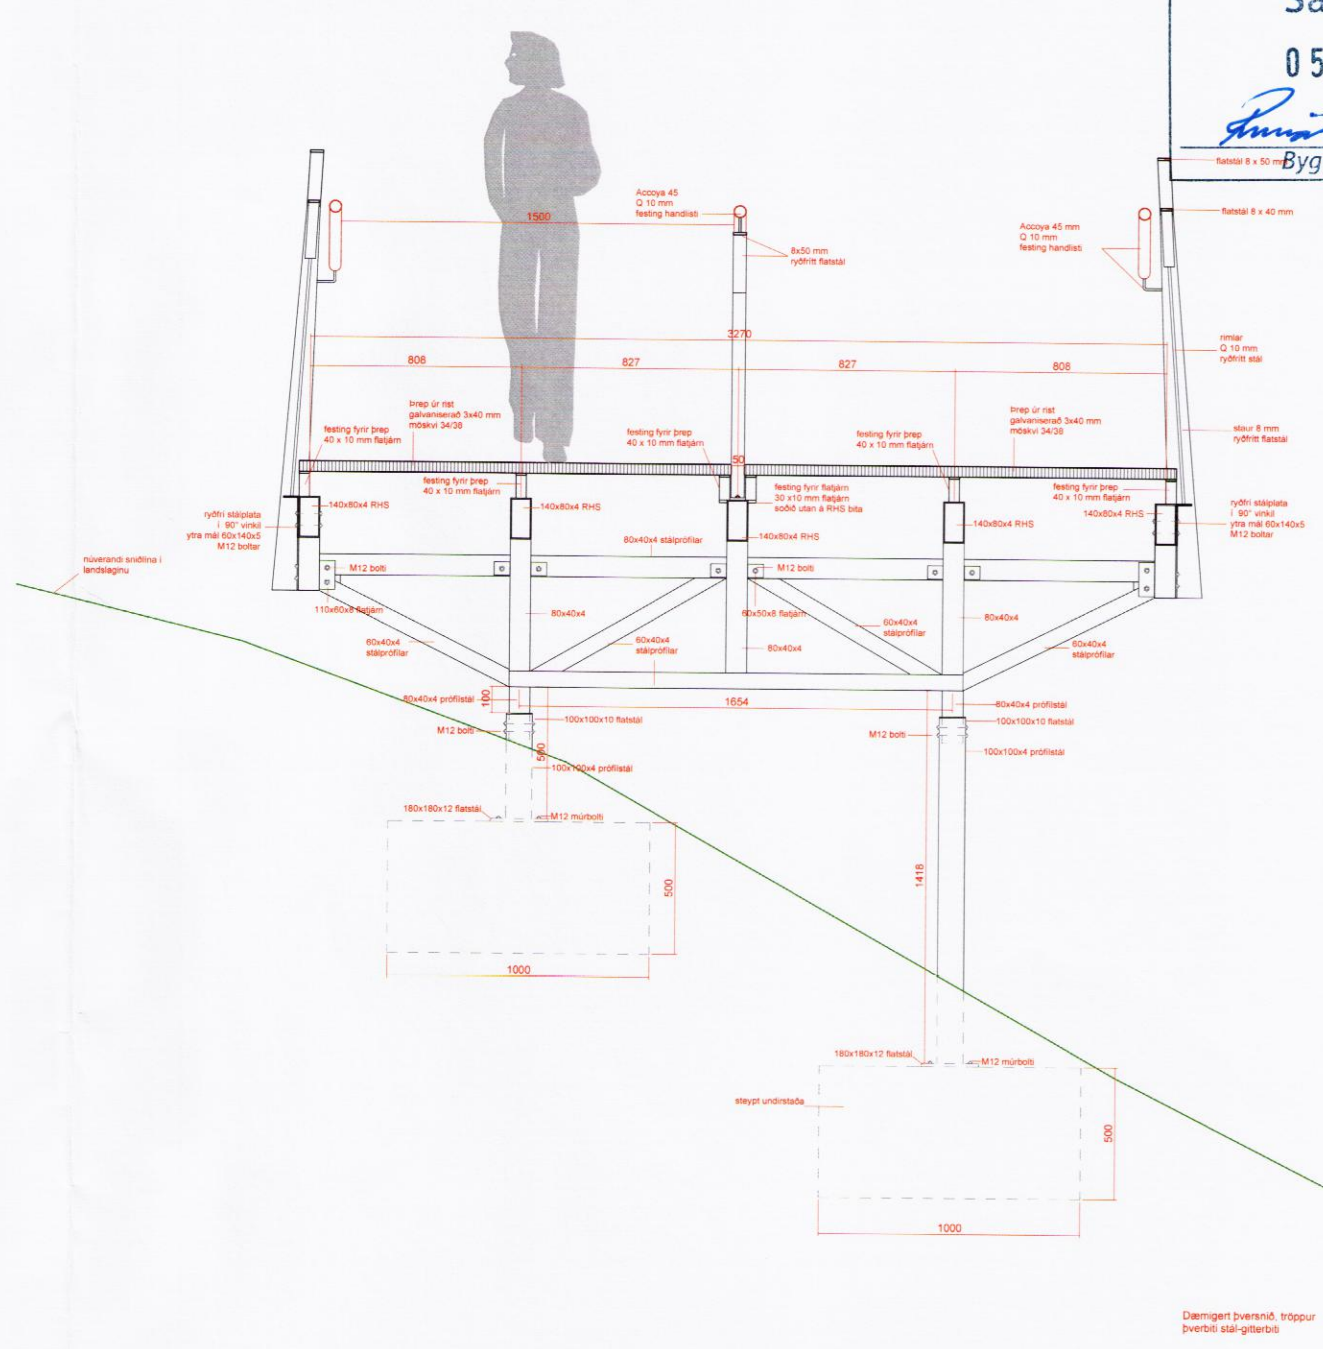 05
Byg
flatstál 8 x 50 mm
flatstál 8 x 40 mm
Accoya 45
Q 10 mm
festing handlisti
1500
8x50 mm
ryðfrítt flatstál
Accoya 45 mm
Q 10 mm
festing handlisti
3270
808
827
827
808
rimlar
Q 10 mm
ryðfrítt stál
Þrep úr rist
galvaniserað 3x40 mm
möskvi 34/38
Þrep úr rist
galvaniserað 3x40 mm
möskvi 34/38
festing fyrir þrep
40 x 10 mm flatjárn
festing fyrir þrep
40 x 10 mm flatjárn
festing fyrir þrep
40 x 10 mm flatjárn
staur 8 mm
ryðfrítt flatstál
50
festing fyrir þrep
40 x 10 mm flatjárn
festing fyrir flatjárn
30 x10 mm flatjárn
soðið utan á RHS bita
festing fyrir þrep
40 x 10 mm flatjárn
ryðfrí stálplata
í 90° vinkil
ytra mál 60x140x5
M12 boltar
140x80x4 RHS
140x80x4 RHS
140x80x4 RHS
140x80x4 RHS
140x80x4 RHS
ryðfrí stálplata
í 90° vinkil
ytra mál 60x140x5
M12 boltar
80x40x4 stálprófílar
núverandi sniðlína í
landslaginu
M12 bolti
M12 bolti
110x60x8 flatjárn
80x40x4
60x50x8 flatjárn
60x40x4
stálprófílar
80x40x4
60x40x4
stálprófílar
60x40x4
stálprófílar
80x40x4
60x40x4
stálprófílar
80x40x4 prófílstál
100
1654
80x40x4 prófílstál
100x100x10 flatstál
M12 bolti
500
100x100x4 prófílstál
M12 bolti
100x100x10 flatstál
100x100x4 prófílstál
180x180x12 flatstál
M12 múrbolti
500
1000
1418
180x180x12 flatstál
M12 múrbolti
steypt undirstaða
500
1000
Dæmigert þversnið, tröppur
þverbiti stál-gitterbiti